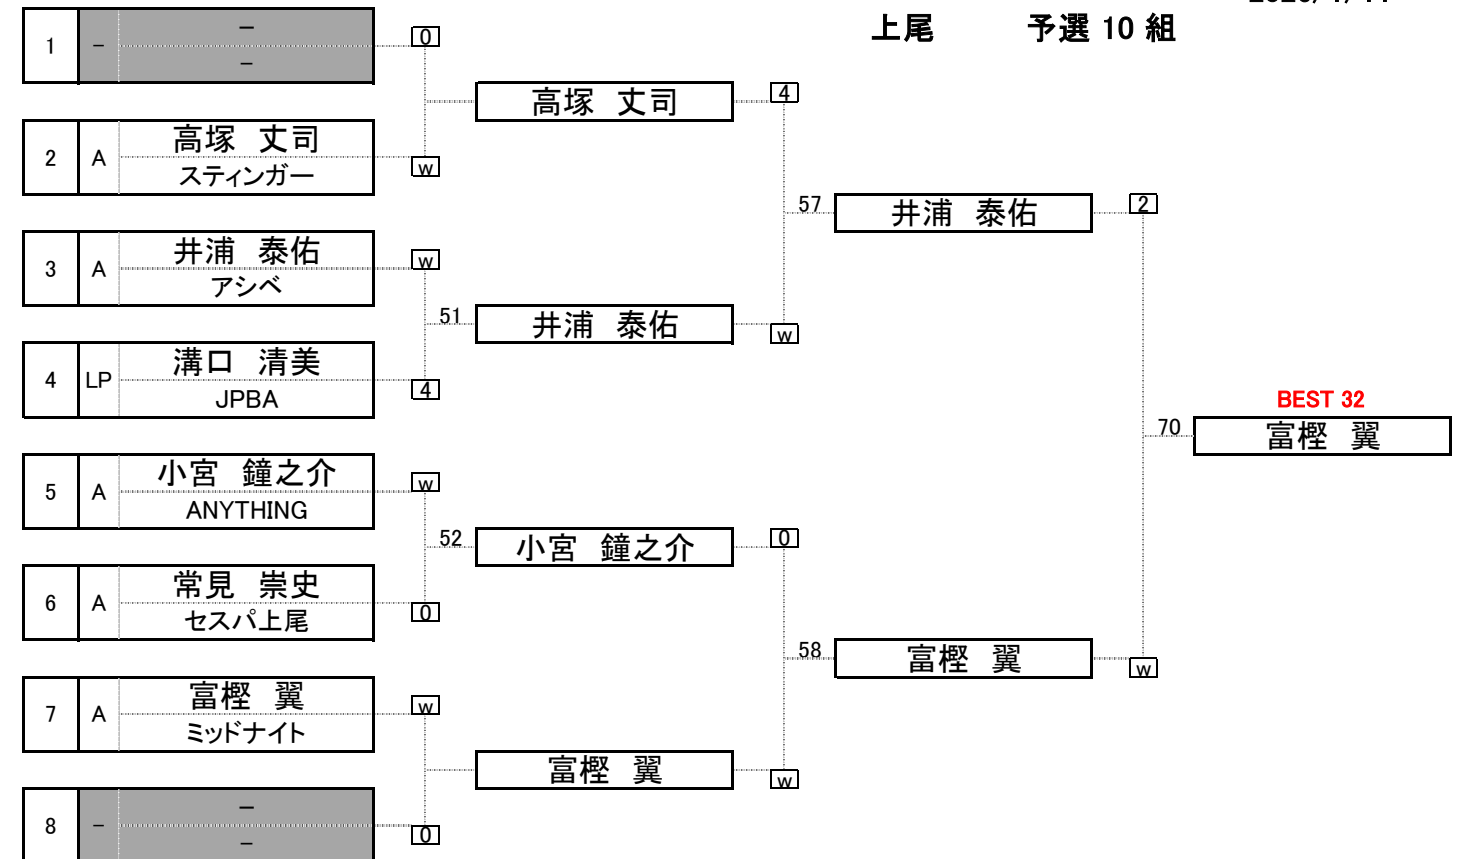 上尾 予選 10 組
1 - -
-
0
2 A 高塚 丈司
スティンガー
w
3 A 井浦 泰佑
アシベ
w
4 LP 溝口 清美
JPBA
4
5 A 小宮 鐘之介
ANYTHING
w
6 A 常見 崇史
セスパ上尾
0
7 A 富樫 翼
ミッドナイト
w
8 - -
-
0
高塚 丈司 4
51 井浦 泰佑 w
52 小宮 鐘之介 0
富樫 翼 w
57 井浦 泰佑 2
58 富樫 翼 w
BEST 32
70 富樫 翼